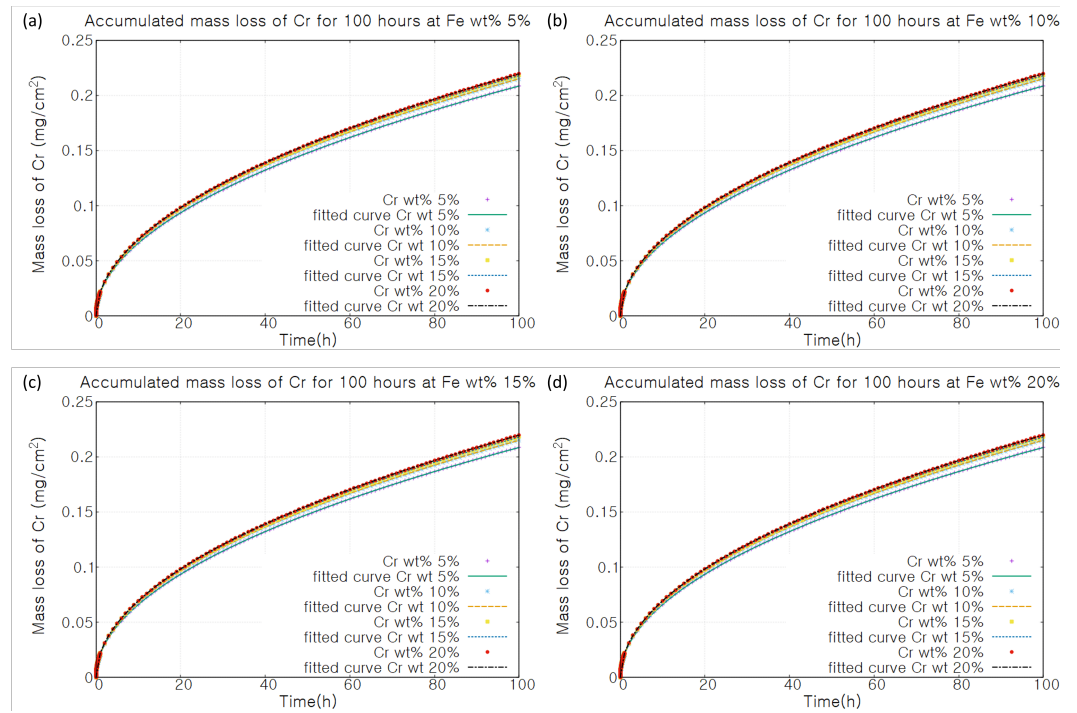 (a) Accumulated mass loss of Cr for 100 hours at Fe wt% 5%
0.25
0.2
0.15
0.1
0.05
0
Mass loss of Cr (mg/cm²)
Cr wt% 5%
fitted curve Cr wt 5%
Cr wt% 10%
fitted curve Cr wt 10%
Cr wt% 15%
fitted curve Cr wt 15%
Cr wt% 20%
fitted curve Cr wt 20%
0 20 40 60 80 100
Time(h)
(b) Accumulated mass loss of Cr for 100 hours at Fe wt% 10%
0.25
0.2
0.15
0.1
0.05
0
Mass loss of Cr (mg/cm²)
Cr wt% 5%
fitted curve Cr wt 5%
Cr wt% 10%
fitted curve Cr wt 10%
Cr wt% 15%
fitted curve Cr wt 15%
Cr wt% 20%
fitted curve Cr wt 20%
0 20 40 60 80 100
Time(h)
(c) Accumulated mass loss of Cr for 100 hours at Fe wt% 15%
0.25
0.2
0.15
0.1
0.05
0
Mass loss of Cr (mg/cm²)
Cr wt% 5%
fitted curve Cr wt 5%
Cr wt% 10%
fitted curve Cr wt 10%
Cr wt% 15%
fitted curve Cr wt 15%
Cr wt% 20%
fitted curve Cr wt 20%
0 20 40 60 80 100
Time(h)
(d) Accumulated mass loss of Cr for 100 hours at Fe wt% 20%
0.25
0.2
0.15
0.1
0.05
0
Mass loss of Cr (mg/cm²)
Cr wt% 5%
fitted curve Cr wt 5%
Cr wt% 10%
fitted curve Cr wt 10%
Cr wt% 15%
fitted curve Cr wt 15%
Cr wt% 20%
fitted curve Cr wt 20%
0 20 40 60 80 100
Time(h)